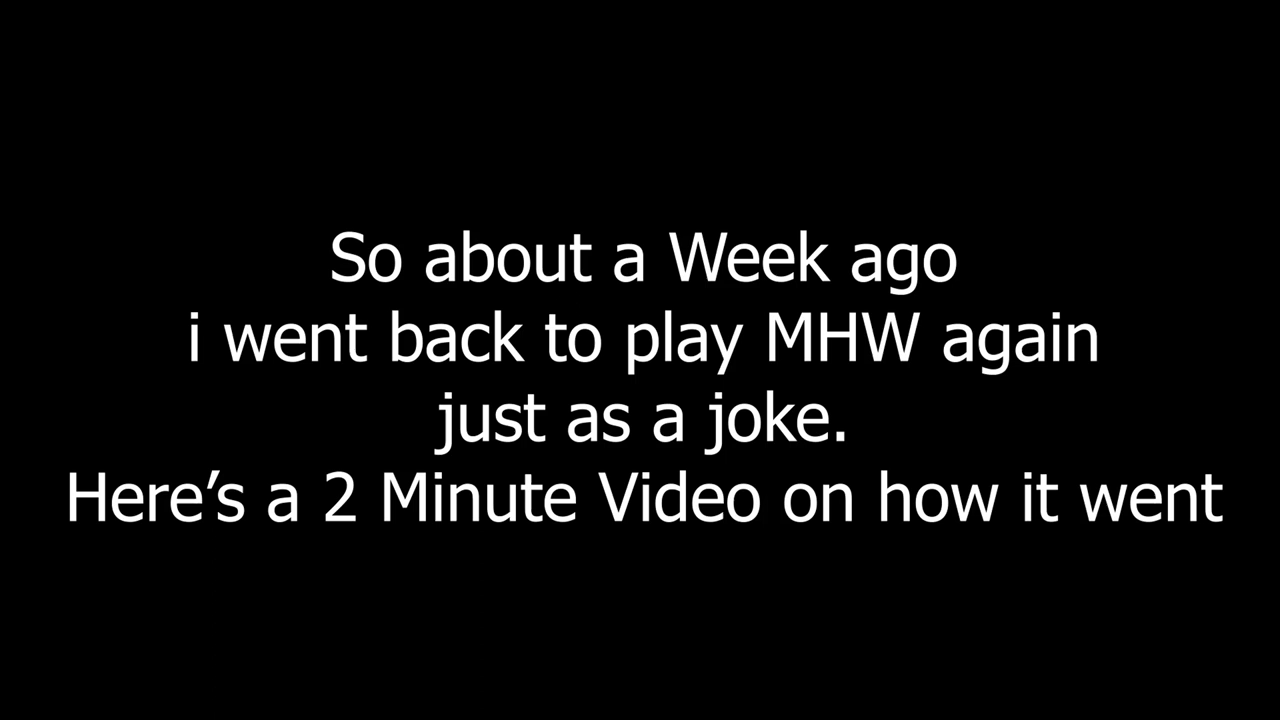 So about a Week ago
i went back to play MHW again
just as a joke.
Here’s a 2 Minute Video on how it went